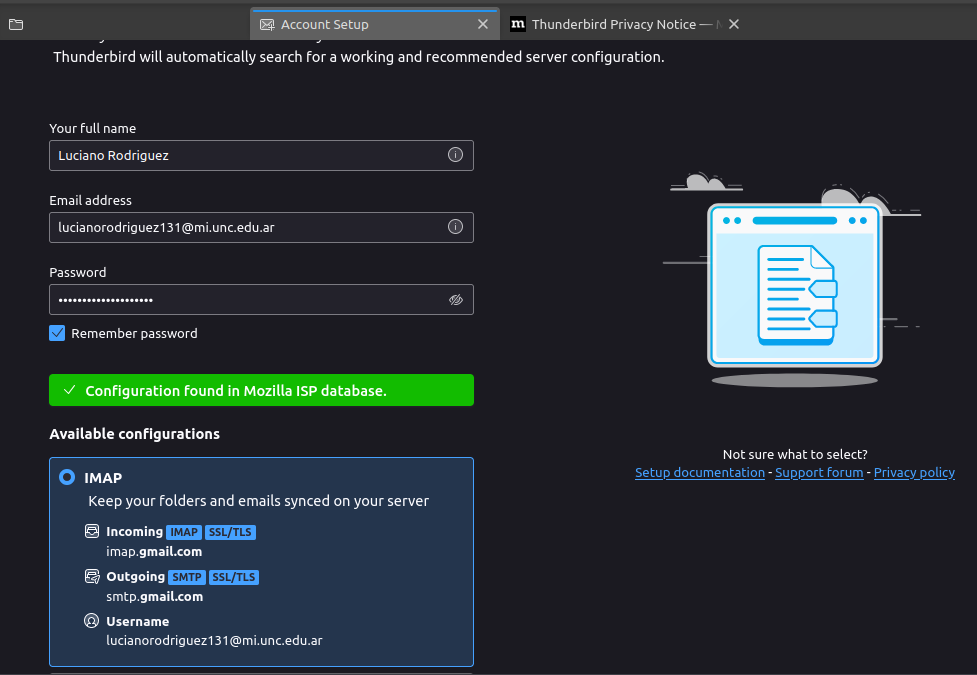 Account Setup
m Thunderbird Privacy Notice —
Thunderbird will automatically search for a working and recommended server configuration.
Your full name
Luciano Rodriguez
Email address
lucianorodriguez131@mi.unc.edu.ar
Password
••••••••••••••••••••
Remember password
Configuration found in Mozilla ISP database.
Available configurations
IMAP
Keep your folders and emails synced on your server
Incoming IMAP SSL/TLS
imap.gmail.com
Outgoing SMTP SSL/TLS
smtp.gmail.com
Username
lucianorodriguez131@mi.unc.edu.ar
Not sure what to select?
Setup documentation - Support forum - Privacy policy